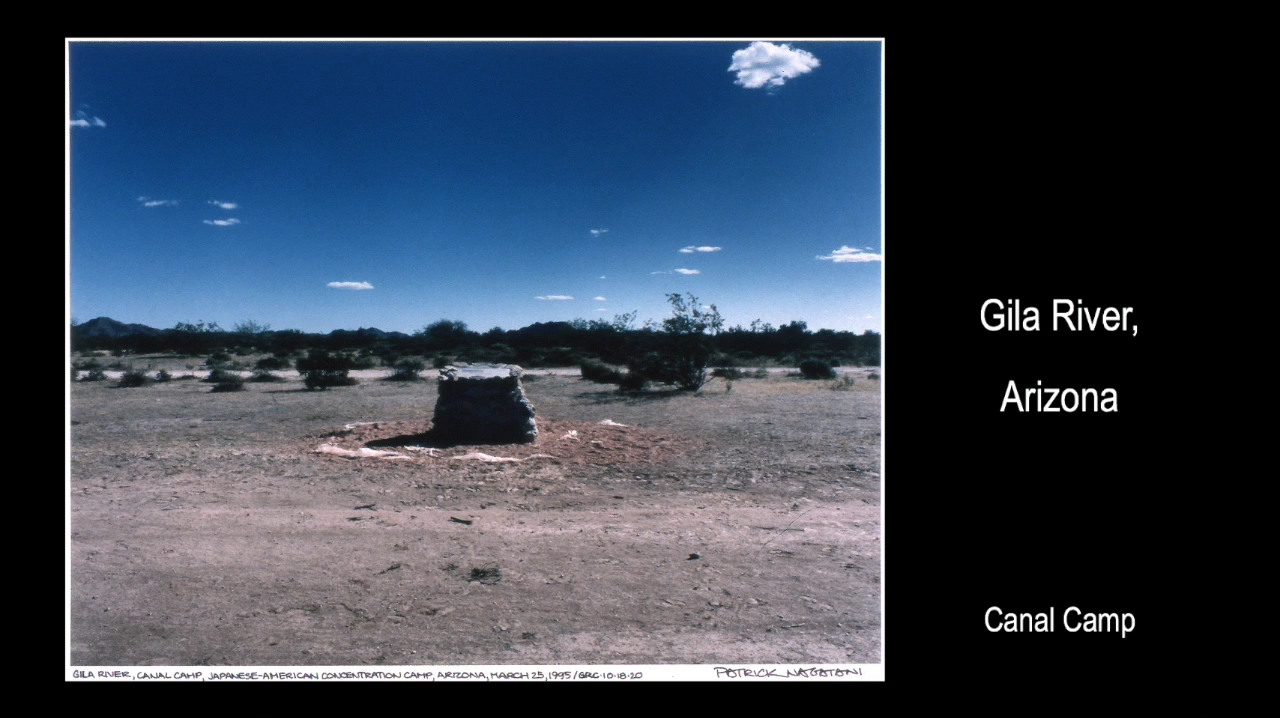 Gila River,
Arizona
Canal Camp
GILA RIVER, CANAL CAMP, JAPANESE-AMERICAN CONCENTRATION CAMP, ARIZONA, MARCH 25, 1995 / GRC·10·18·20
PATRICK NAGATANI